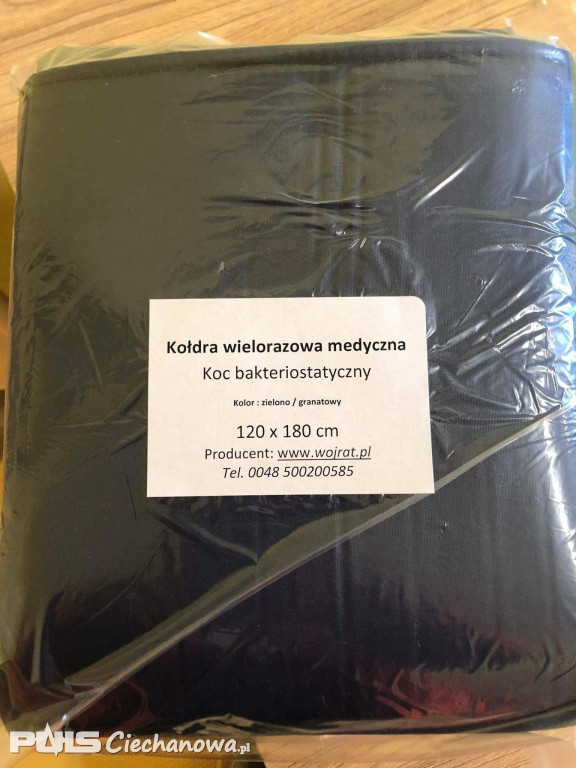 Kołdra wielorazowa medyczna
Koc bakteriostatyczny
Kolor : zielono / granatowy
120 x 180 cm
Producent: www.wojrat.pl
Tel. 0048 500200585
PULS Ciechanowa.pl